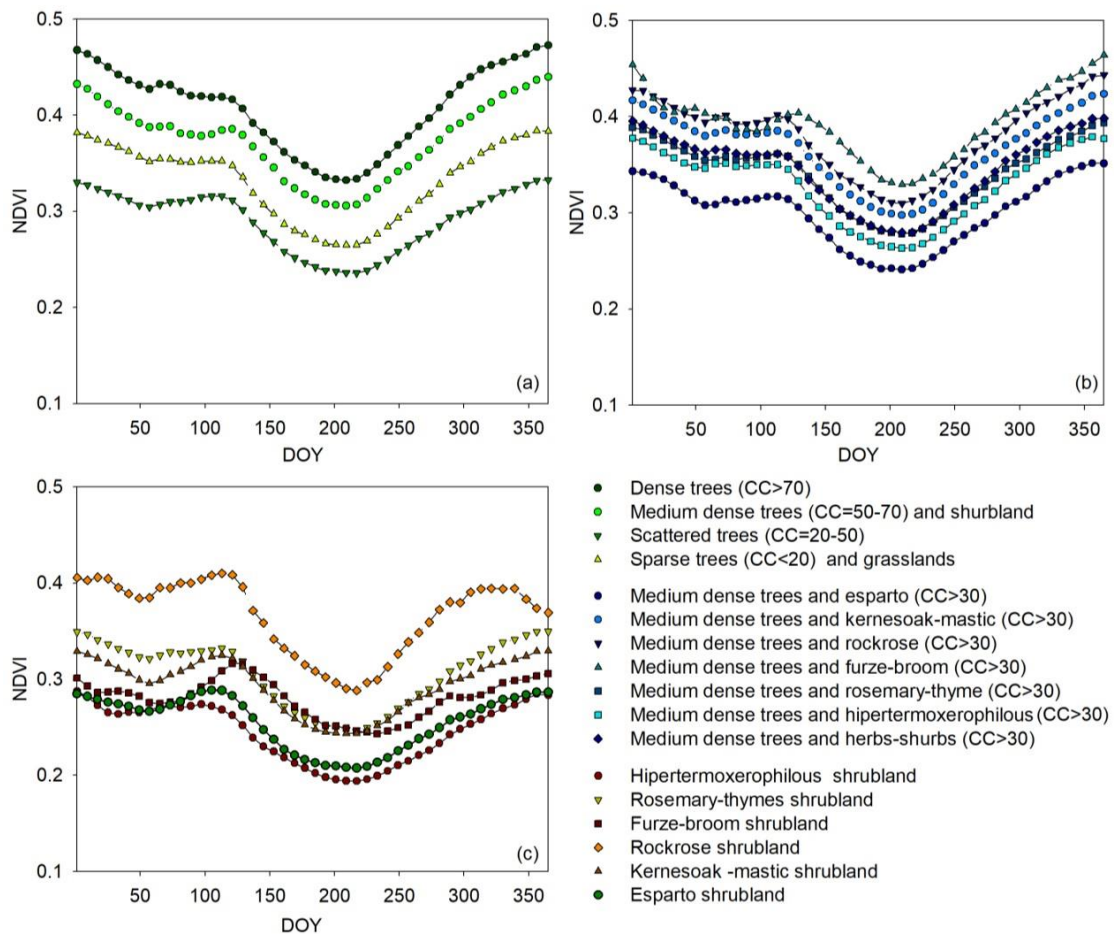 0.5
0.4
0.3
0.2
0.1
NDVI
50 100 150 200 250 300 350
DOY
(a)
0.5
0.4
0.3
0.2
0.1
NDVI
50 100 150 200 250 300 350
DOY
(b)
0.5
0.4
0.3
0.2
0.1
NDVI
50 100 150 200 250 300 350
DOY
(c)
Dense trees (CC>70)
Medium dense trees (CC=50-70) and shurbland
Scattered trees (CC=20-50)
Sparse trees (CC<20) and grasslands
Medium dense trees and esparto (CC>30)
Medium dense trees and kernesoak-mastic (CC>30)
Medium dense trees and rockrose (CC>30)
Medium dense trees and furze-broom (CC>30)
Medium dense trees and rosemary-thyme (CC>30)
Medium dense trees and hipertermoxerophilous (CC>30)
Medium dense trees and herbs-shurbs (CC>30)
Hipertermoxerophilous shrubland
Rosemary-thymes shrubland
Furze-broom shrubland
Rockrose shrubland
Kernesoak -mastic shrubland
Esparto shrubland